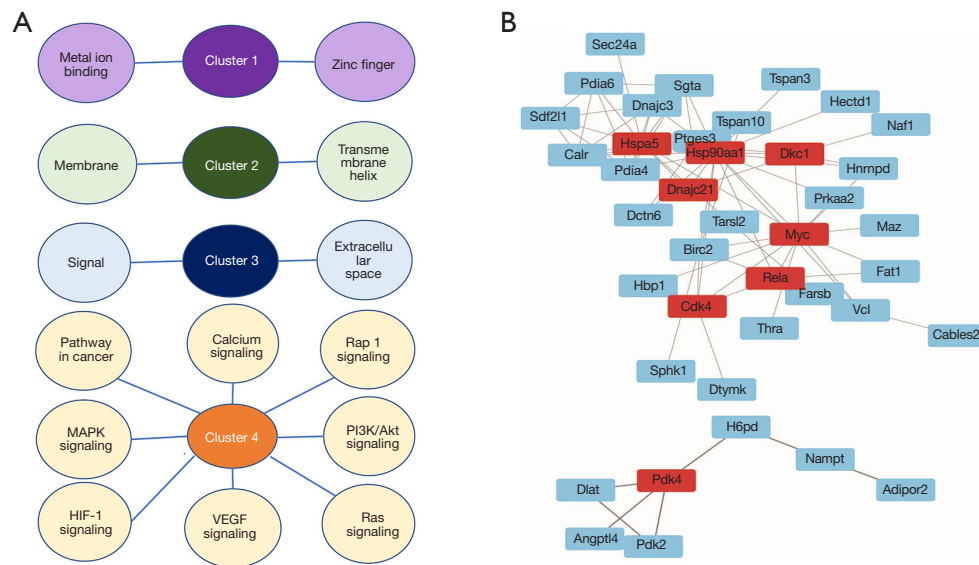 A
Metal ion
binding
Cluster 1
Zinc finger
Membrane
Cluster 2
Transme
mbrane
helix
Signal
Cluster 3
Extracellu
lar
space
Pathway
in cancer
Calcium
signaling
Rap 1
signaling
MAPK
signaling
Cluster 4
PI3K/Akt
signaling
HIF-1
signaling
VEGF
signaling
Ras
signaling
B
Sec24a
Pdia6
Sgta
Tspan3
Dnajc3
Hectd1
Sdf2l1
Tspan10
Naf1
Ptges3
Hspa5
Hsp90aa1
Dkc1
Calr
Pdia4
Hnrnpd
Dnajc21
Prkaa2
Dctn6
Tarsl2
Myc
Maz
Birc2
Rela
Fat1
Hbp1
Farsb
Cdk4
Vcl
Thra
Cables2
Sphk1
Dtymk
H6pd
Nampt
Pdk4
Dlat
Adipor2
Angptl4
Pdk2